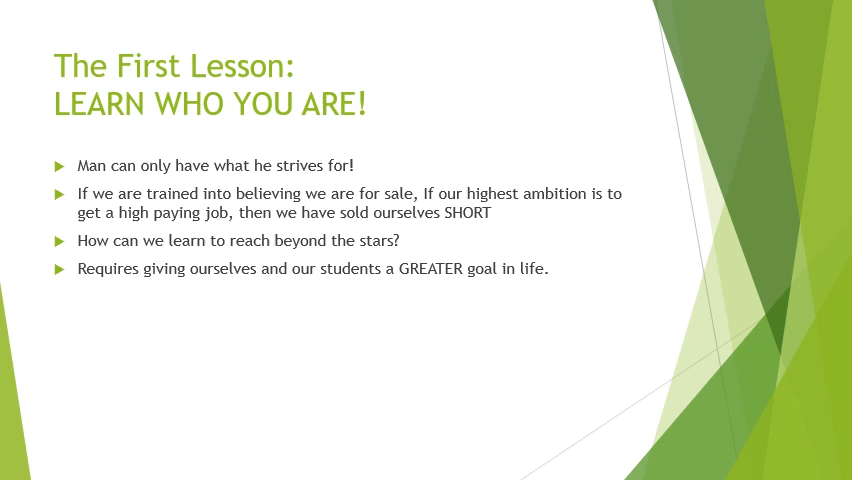 The First Lesson:
LEARN WHO YOU ARE!
Man can only have what he strives for!
If we are trained into believing we are for sale, If our highest ambition is to
get a high paying job, then we have sold ourselves SHORT
How can we learn to reach beyond the stars?
Requires giving ourselves and our students a GREATER goal in life.